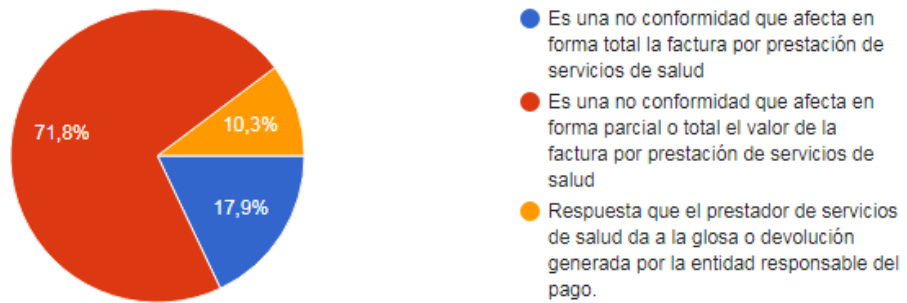 71,8%
10,3%
17,9%
Es una no conformidad que afecta en
forma total la factura por prestación de
servicios de salud
Es una no conformidad que afecta en
forma parcial o total el valor de la
factura por prestación de servicios de
salud
Respuesta que el prestador de servicios
de salud da a la glosa o devolución
generada por la entidad responsable del
pago.